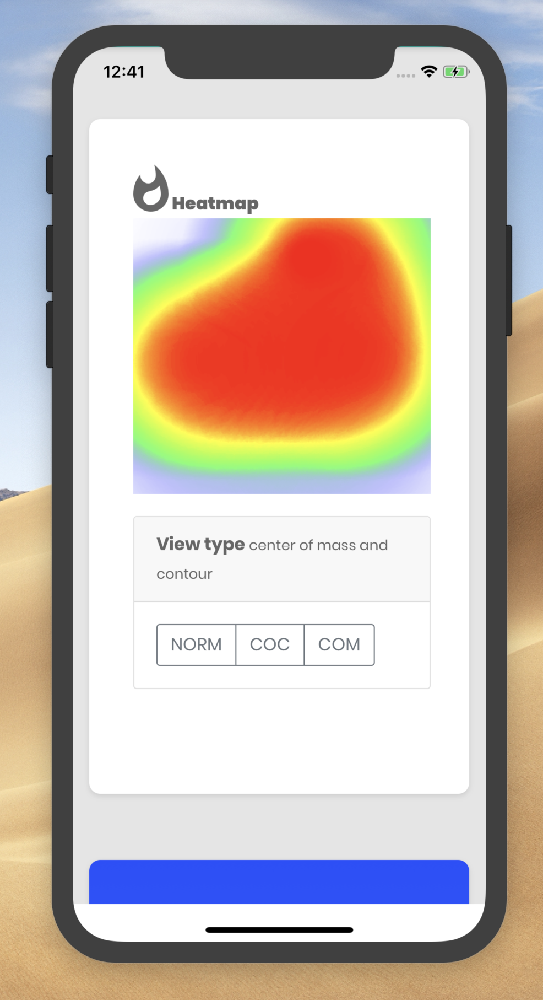 12:41
Heatmap
View type center of mass and
contour
NORM COC COM